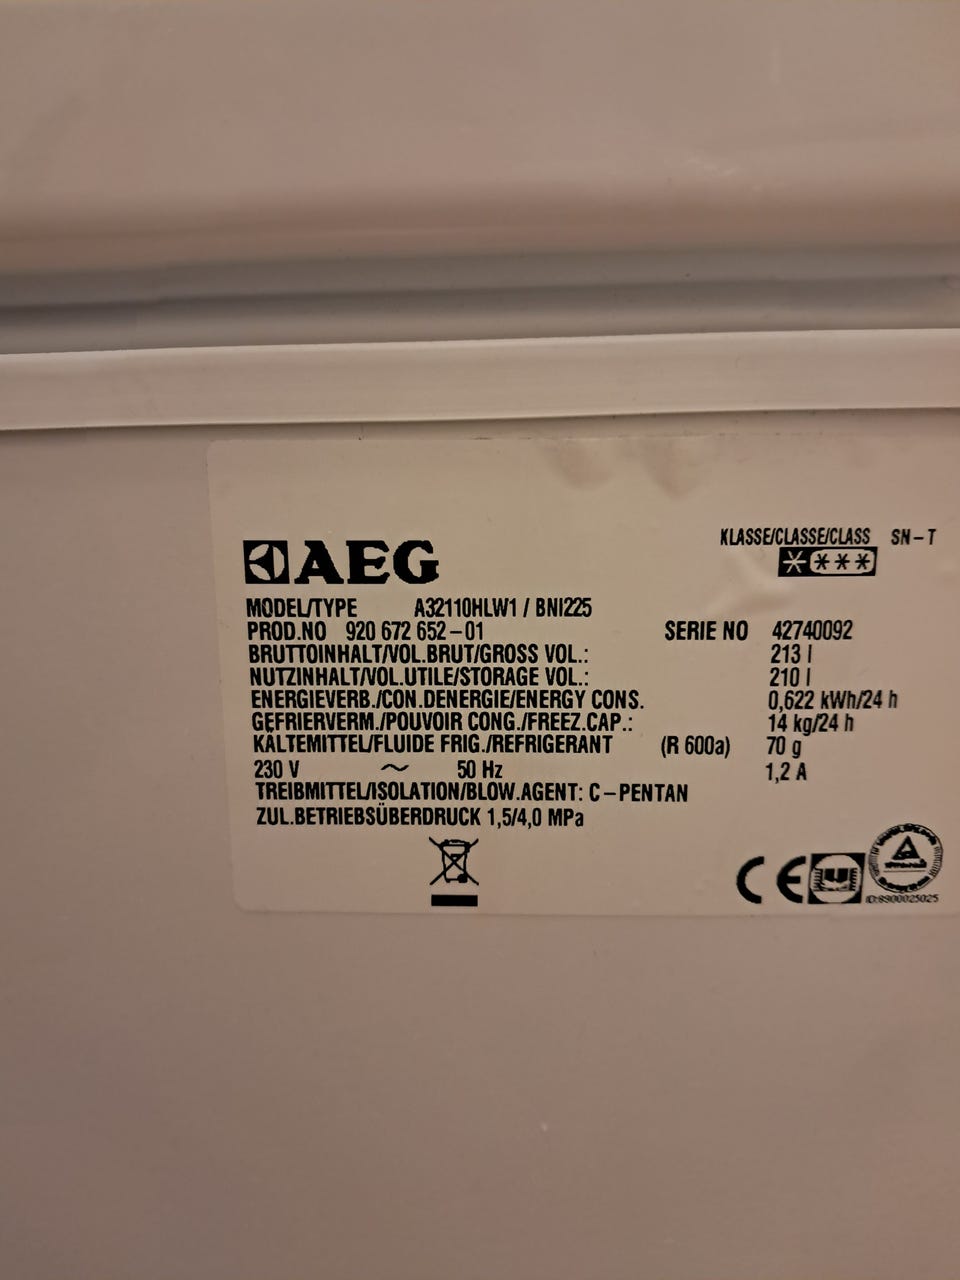 KLASSE/CLASSE/CLASS SN-T
AEG
MODEL/TYPE A32110HLW1 / BNI225
PROD.NO 920 672 652-01 SERIE NO 42740092
BRUTTOINHALT/VOL.BRUT/GROSS VOL.: 213 l
NUTZINHALT/VOL.UTILE/STORAGE VOL.: 210 l
ENERGIEVERB./CON.DENERGIE/ENERGY CONS. 0,622 kWh/24 h
GEFRIERVERM./POUVOIR CONG./FREEZ.CAP.: 14 kg/24 h
KÄLTEMITTEL/FLUIDE FRIG./REFRIGERANT (R 600a) 70 g
230 V ~ 50 Hz 1,2 A
TREIBMITTEL/ISOLATION/BLOW.AGENT: C-PENTAN
ZUL.BETRIEBSÜBERDRUCK 1,5/4,0 MPa
CE
ID:8900025025